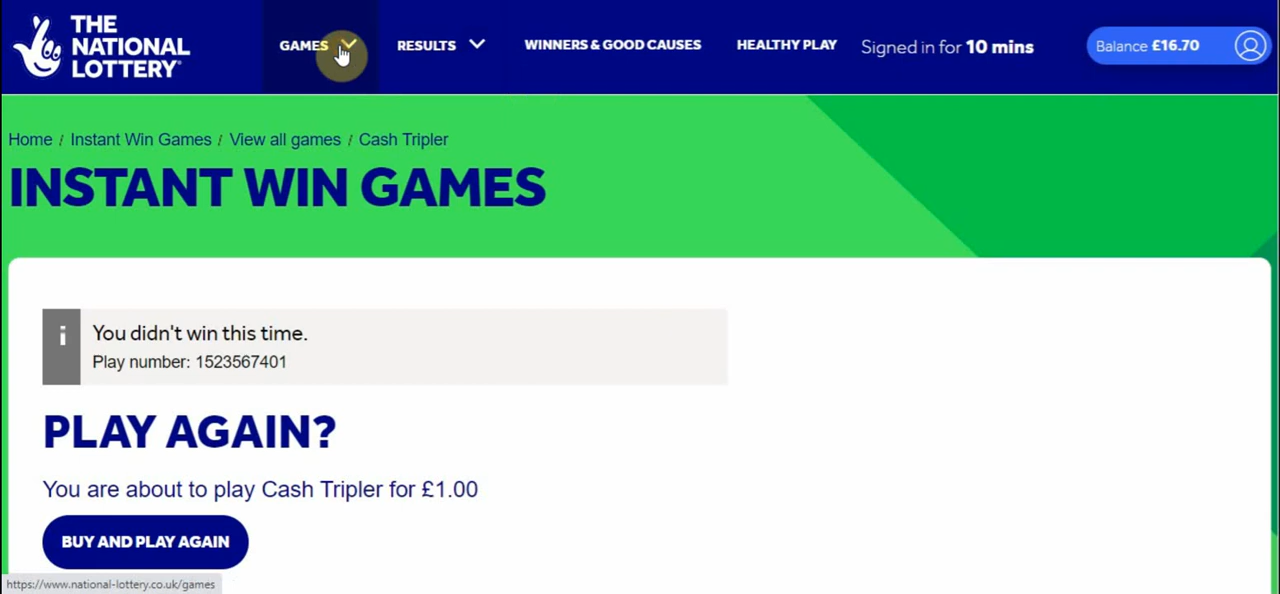 THE
NATIONAL
LOTTERY®
GAMES RESULTS WINNERS & GOOD CAUSES HEALTHY PLAY Signed in for 10 mins Balance £16.70
Home / Instant Win Games / View all games / Cash Tripler
INSTANT WIN GAMES
i You didn't win this time.
Play number: 1523567401
PLAY AGAIN?
You are about to play Cash Tripler for £1.00
BUY AND PLAY AGAIN
https://www.national-lottery.co.uk/games